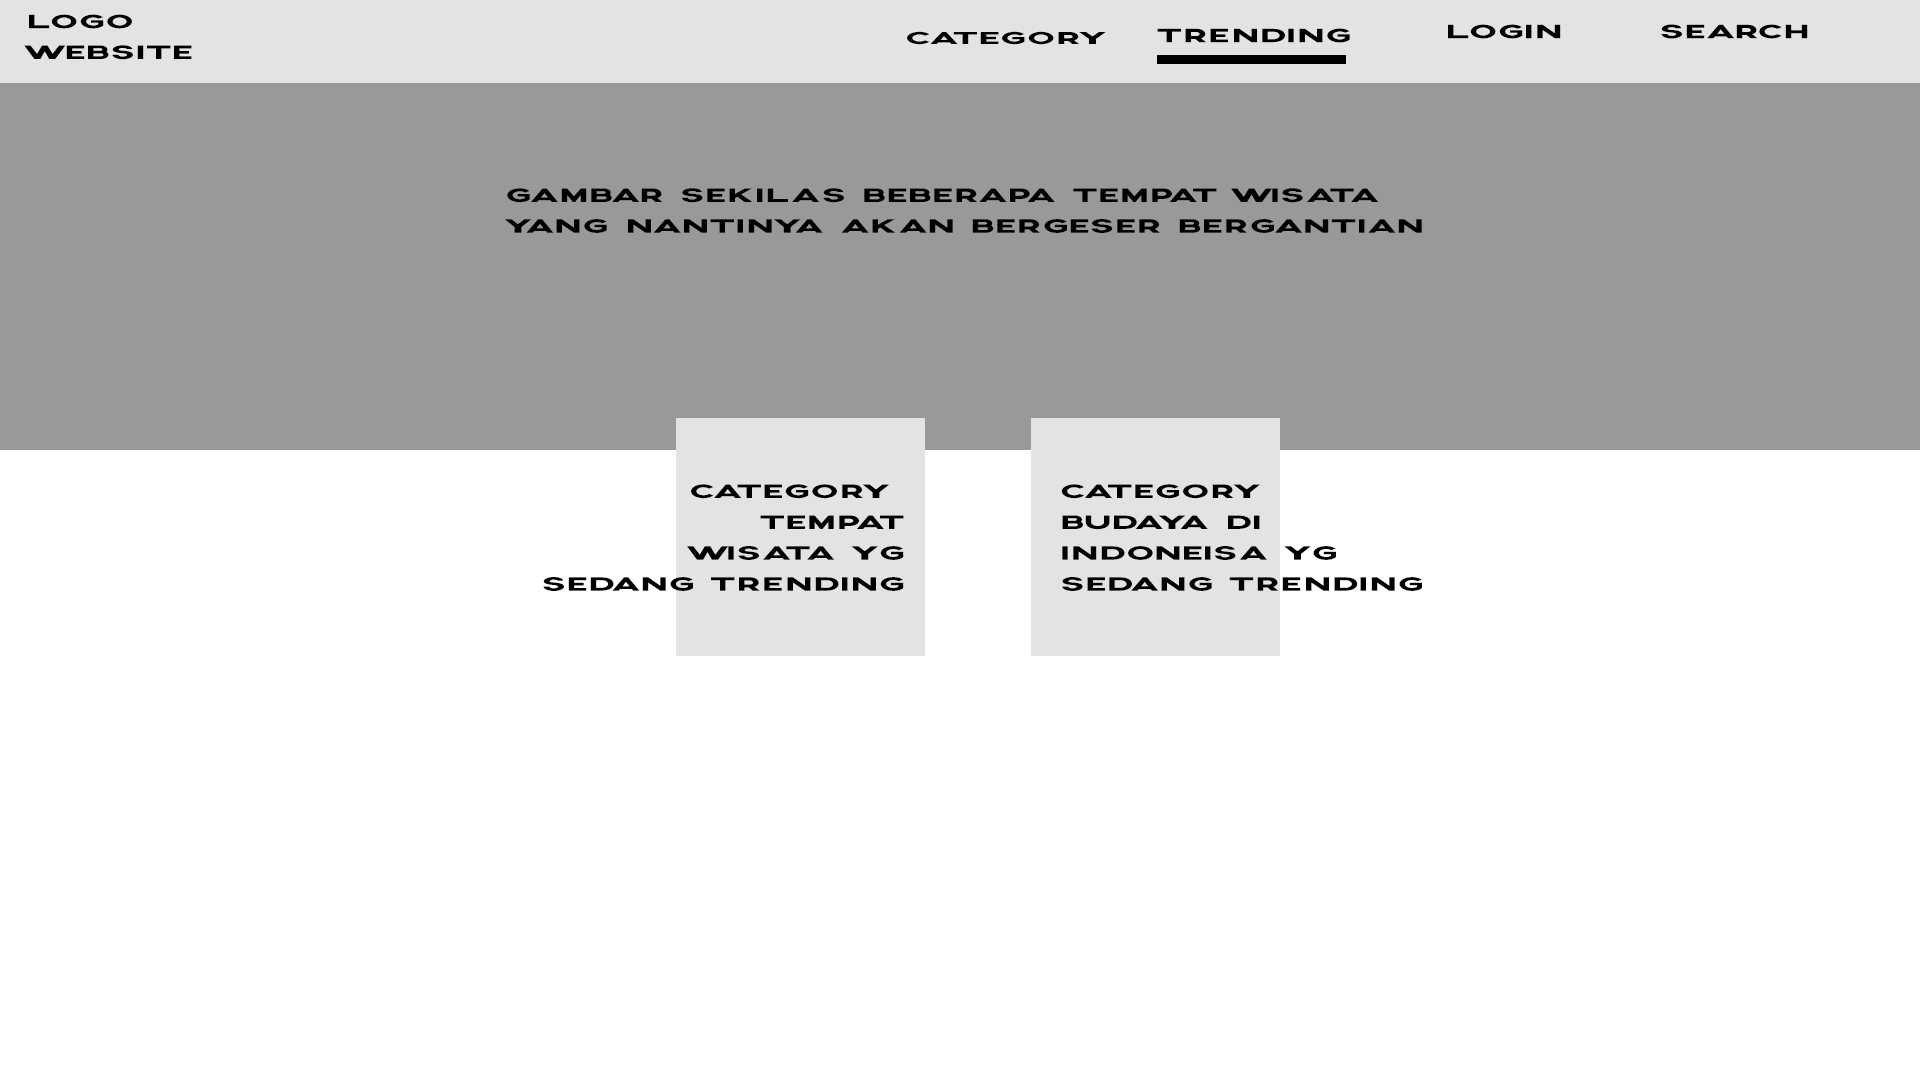 LOGO
WEBSITE
CATEGORY
TRENDING
LOGIN
SEARCH
GAMBAR SEKILAS BEBERAPA TEMPAT WISATA
YANG NANTINYA AKAN BERGESER BERGANTIAN
CATEGORY
TEMPAT
WISATA YG
SEDANG TRENDING
CATEGORY
BUDAYA DI
INDONEISA YG
SEDANG TRENDING